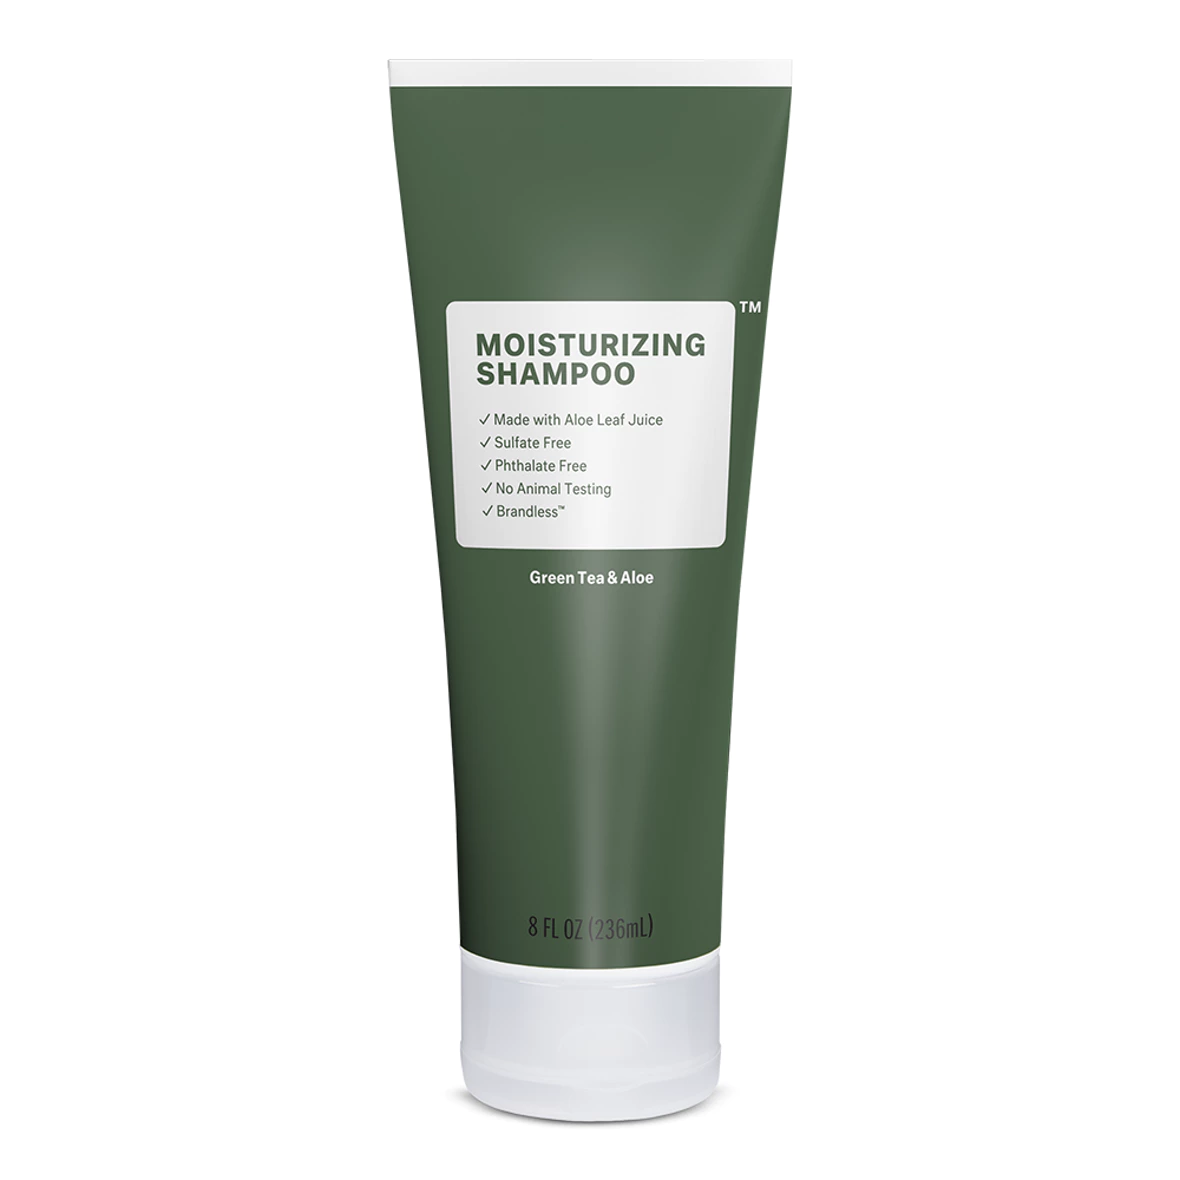 ™
MOISTURIZING
SHAMPOO
✓ Made with Aloe Leaf Juice
✓ Sulfate Free
✓ Phthalate Free
✓ No Animal Testing
✓ Brandless™
Green Tea & Aloe
8 FL OZ (236mL)